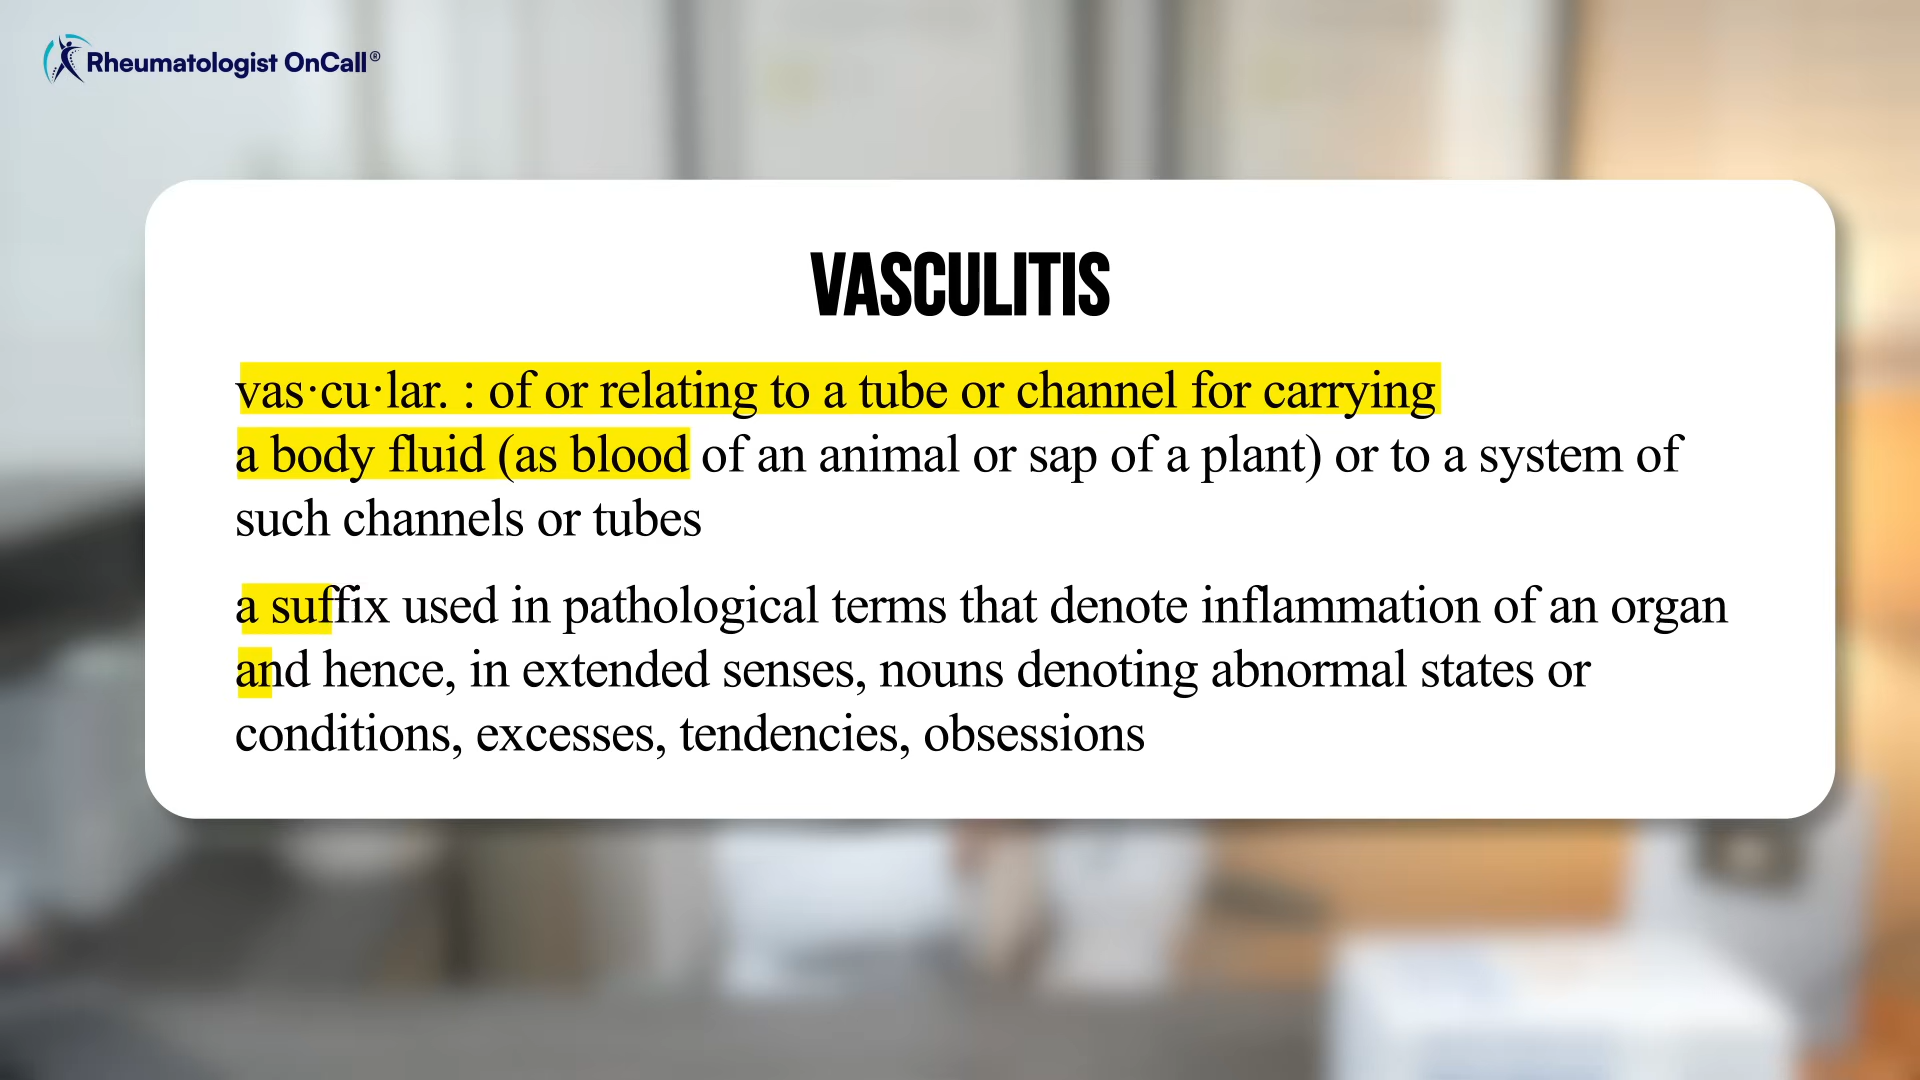 Rheumatologist OnCall®
VASCULITIS
vas·cu·lar. : of or relating to a tube or channel for carrying
a body fluid (as blood of an animal or sap of a plant) or to a system of
such channels or tubes
a suffix used in pathological terms that denote inflammation of an organ
and hence, in extended senses, nouns denoting abnormal states or
conditions, excesses, tendencies, obsessions